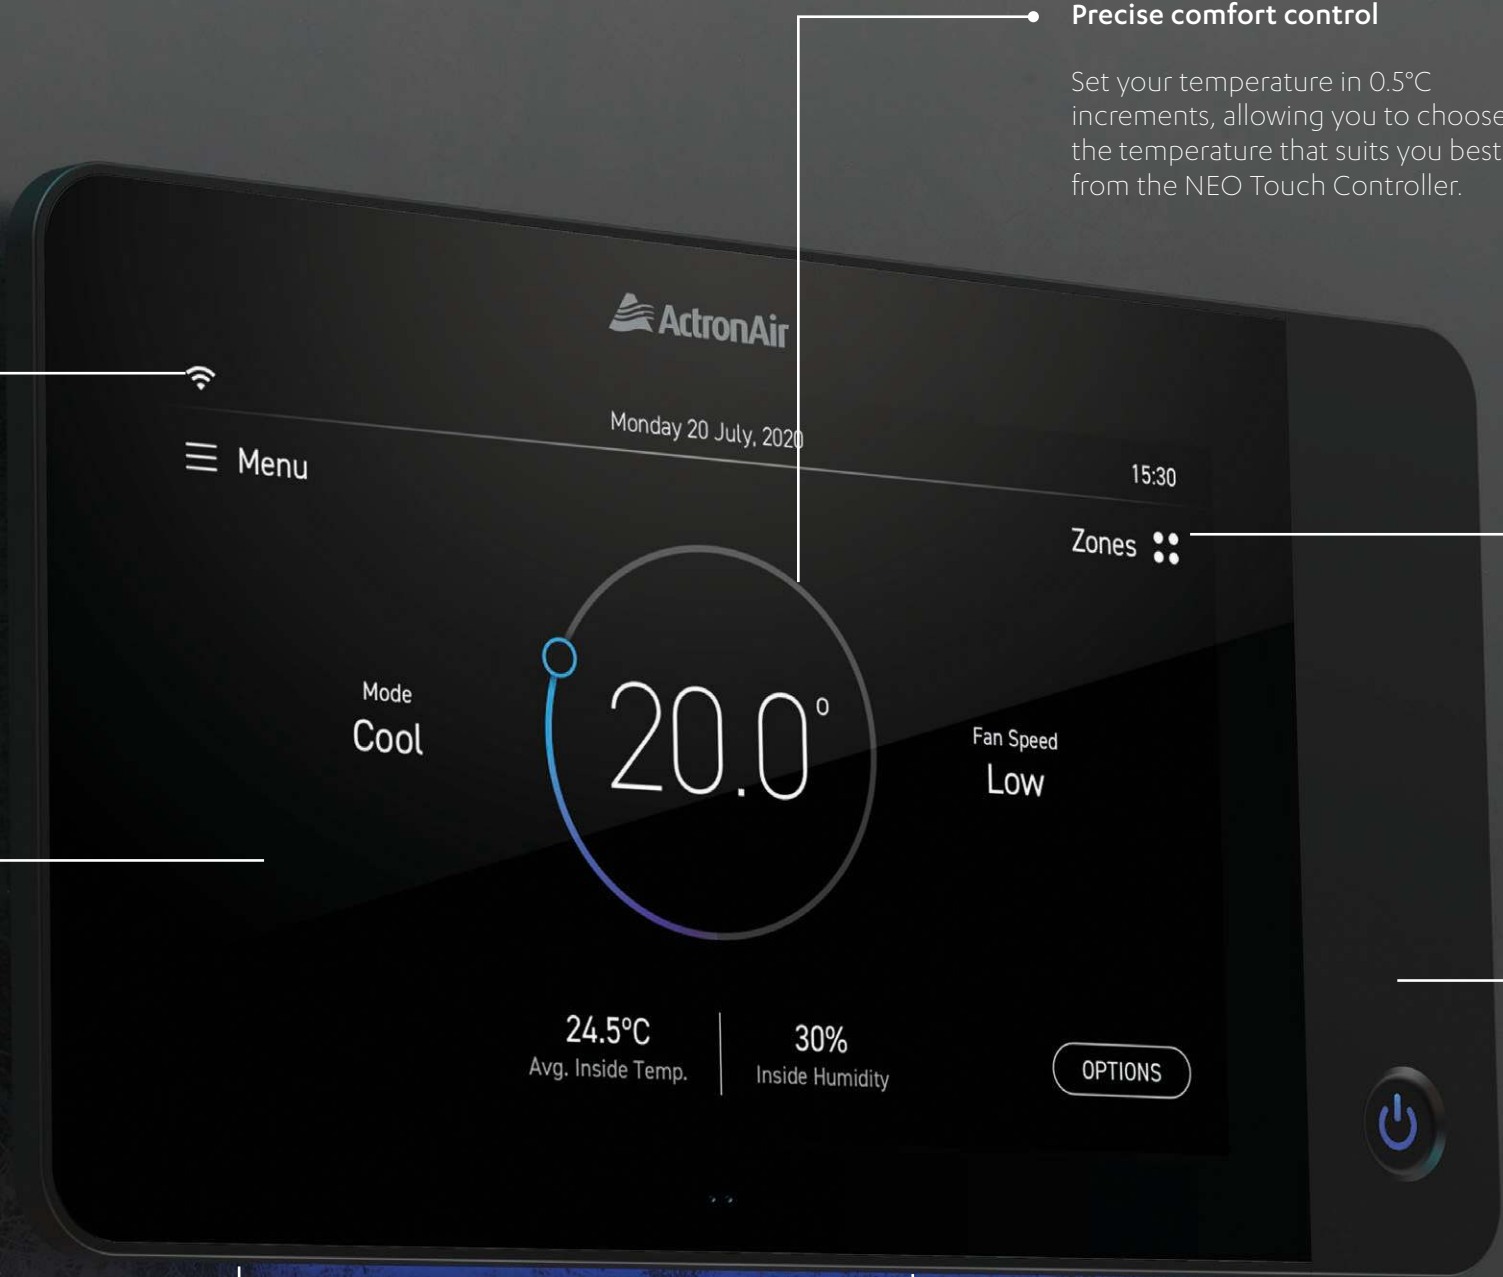 Precise comfort control
Set your temperature in 0.5°C
increments, allowing you to choose
the temperature that suits you best
from the NEO Touch Controller.
ActronAir
Monday 20 July, 2020
15:30
Menu
Zones
Mode
Cool
20.0°
Fan Speed
Low
24.5°C
Avg. Inside Temp.
30%
Inside Humidity
OPTIONS